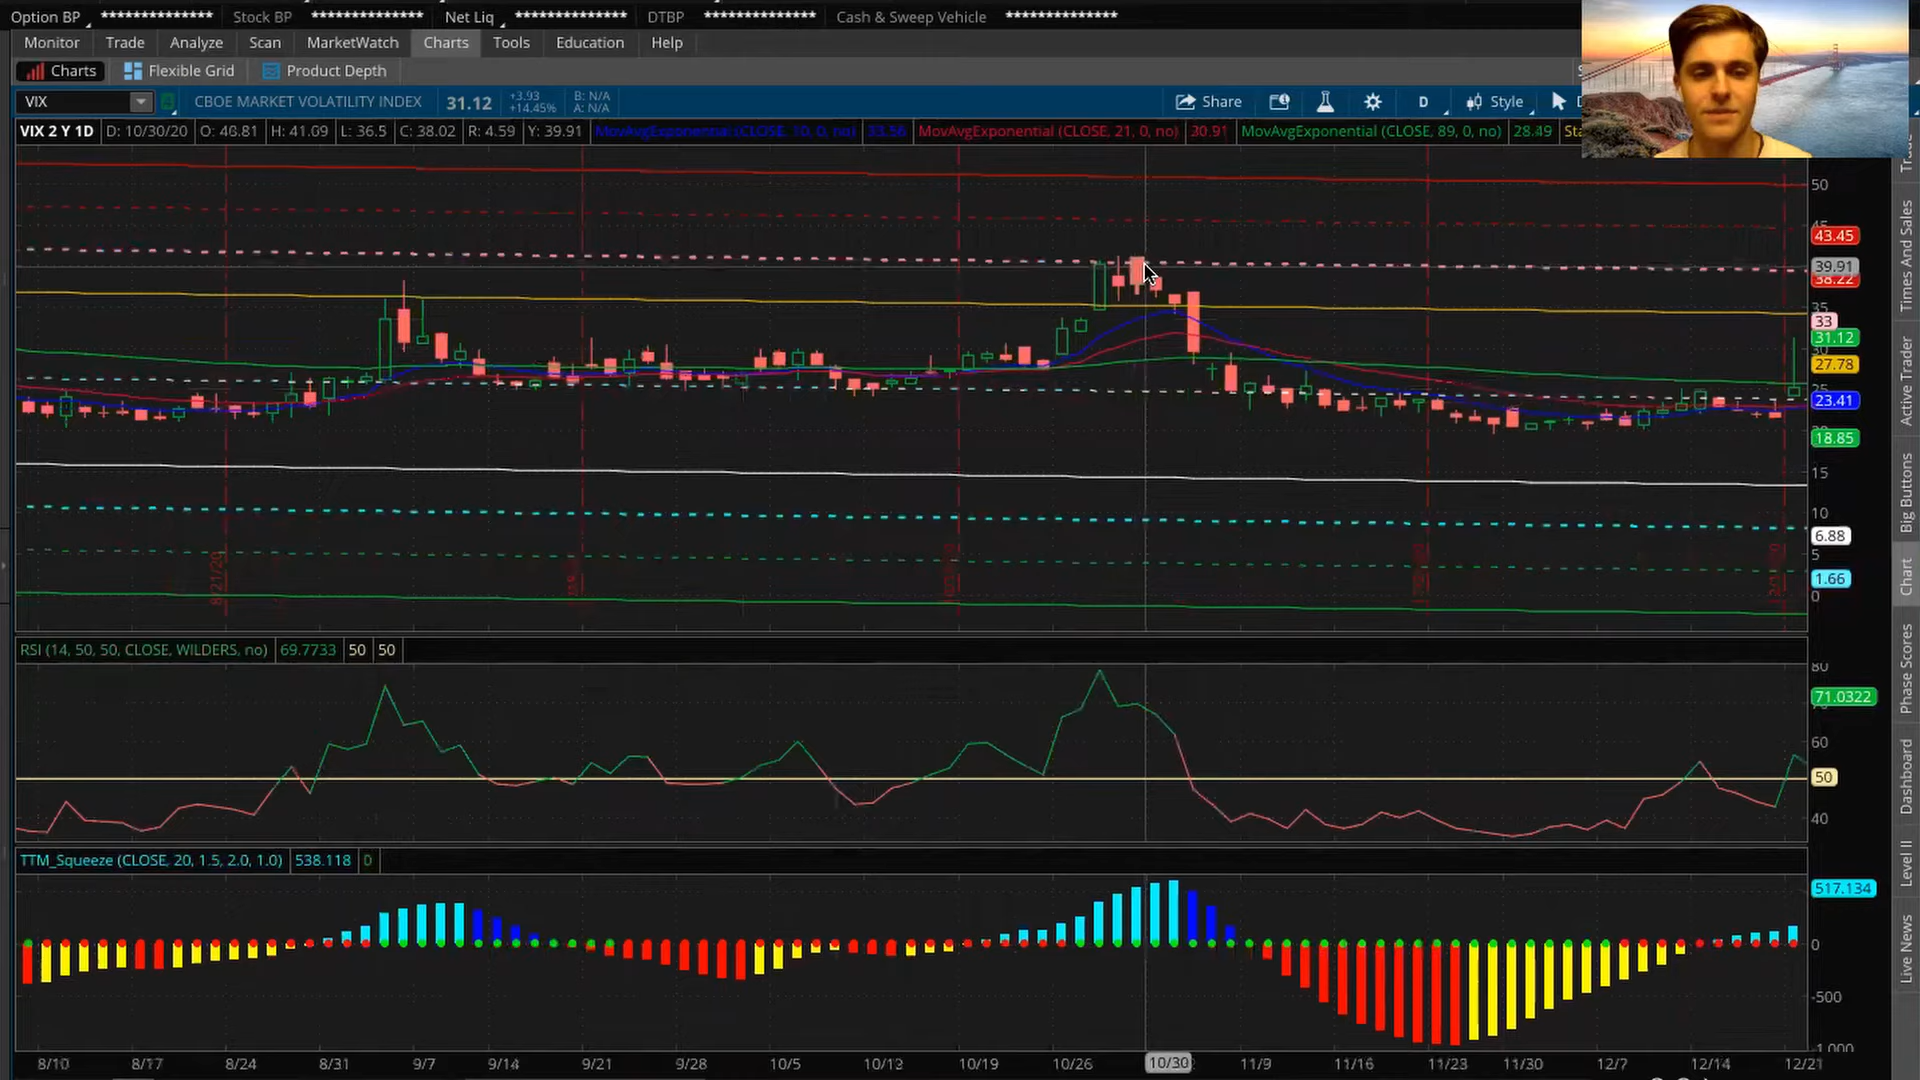 Option BP ************** Stock BP ************** Net Liq ************** DTBP ************** Cash & Sweep Vehicle **************
Monitor Trade Analyze Scan MarketWatch Charts Tools Education Help
Charts Flexible Grid Product Depth
VIX CBOE MARKET VOLATILITY INDEX 31.12 +3.93 +14.45% B: N/A A: N/A Share D Style
VIX 2 Y 1D D: 10/30/20 O: 40.81 H: 41.09 L: 36.5 C: 38.02 R: 4.59 Y: 39.91 MovAvgExponential (CLOSE, 10, 0, no) 33.56 MovAvgExponential (CLOSE, 21, 0, no) 30.91 MovAvgExponential (CLOSE, 89, 0, no) 28.49
50
45
43.45
39.91
38.22
35
33
31.12
30
27.78
25
23.41
20
18.85
15
10
6.88
5
1.66
0
8/21/20
RSI (14, 50, 50, CLOSE, WILDERS, no) 69.7733 50 50
80
71.0322
60
50
40
TTM_Squeeze (CLOSE, 20, 1.5, 2.0, 1.0) 538.118 0
517.134
0
-500
8/10 8/17 8/24 8/31 9/7 9/14 9/21 9/28 10/5 10/13 10/19 10/26 10/30 11/9 11/16 11/23 11/30 12/7 12/14 12/21
Times And Sales
Active Trader
Big Buttons
Chart
Phase Scores
Dashboard
Level II
Live News